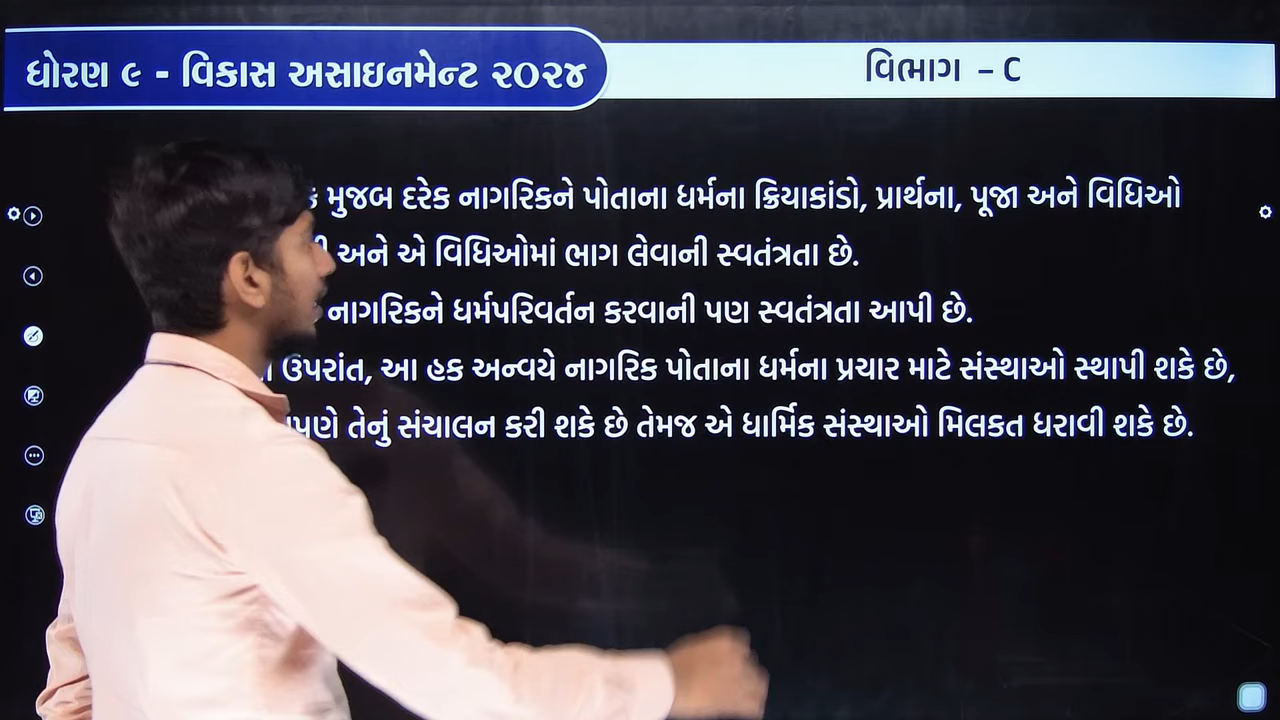 ધોરણ ૯ - વિકાસ અસાઇનમેન્ટ ૨૦૨૪
વિભાગ – C
મુજબ દરેક નાગરિકને પોતાના ધર્મના ક્રિયાકાંડો, પ્રાર્થના, પૂજા અને વિધિઓ
અને એ વિધિઓમાં ભાગ લેવાની સ્વતંત્રતા છે.
નાગરિકને ધર્મપરિવર્તન કરવાની પણ સ્વતંત્રતા આપી છે.
ઉપરાંત, આ હક અન્વયે નાગરિક પોતાના ધર્મના પ્રચાર માટે સંસ્થાઓ સ્થાપી શકે છે,
તેનું સંચાલન કરી શકે છે તેમજ એ ધાર્મિક સંસ્થાઓ મિલકત ધરાવી શકે છે.